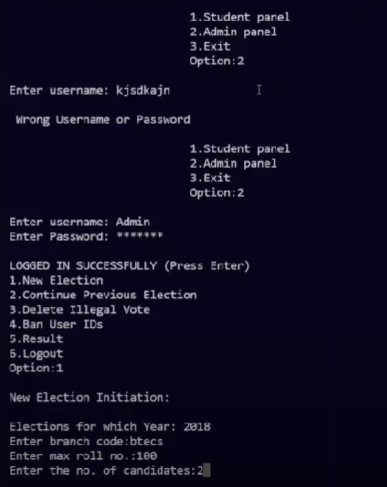 1.Student panel
2.Admin panel
3.Exit
Option:2
Enter username: kjsdkajn
Wrong Username or Password
1.Student panel
2.Admin panel
3.Exit
Option:2
Enter username: Admin
Enter Password: *******
LOGGED IN SUCCESSFULLY (Press Enter)
1.New Election
2.Continue Previous Election
3.Delete Illegal Vote
4.Ban User IDs
5.Result
6.Logout
Option:1
New Election Initiation:
Elections for which Year: 2018
Enter branch code:btecs
Enter max roll no.:100
Enter the no. of candidates:2